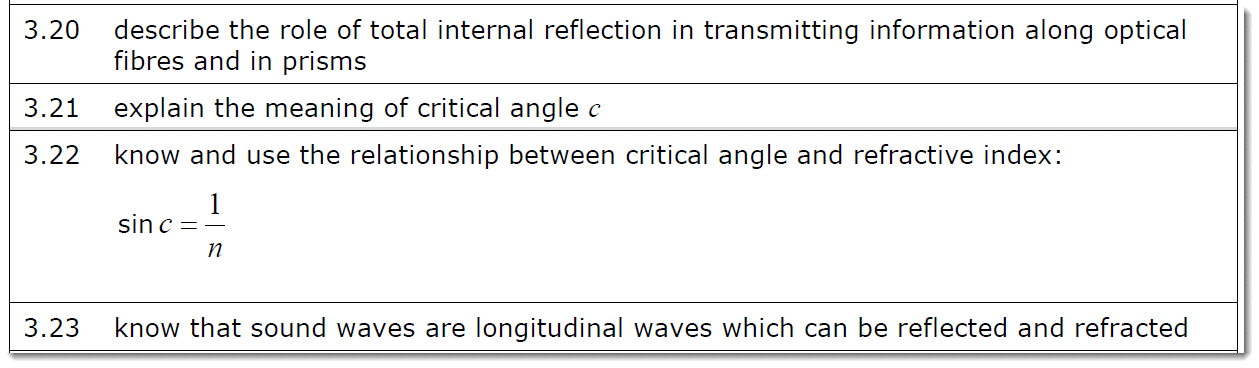 3.20 describe the role of total internal reflection in transmitting information along optical
fibres and in prisms
3.21 explain the meaning of critical angle c
3.22 know and use the relationship between critical angle and refractive index:
sin c = 1/n
3.23 know that sound waves are longitudinal waves which can be reflected and refracted